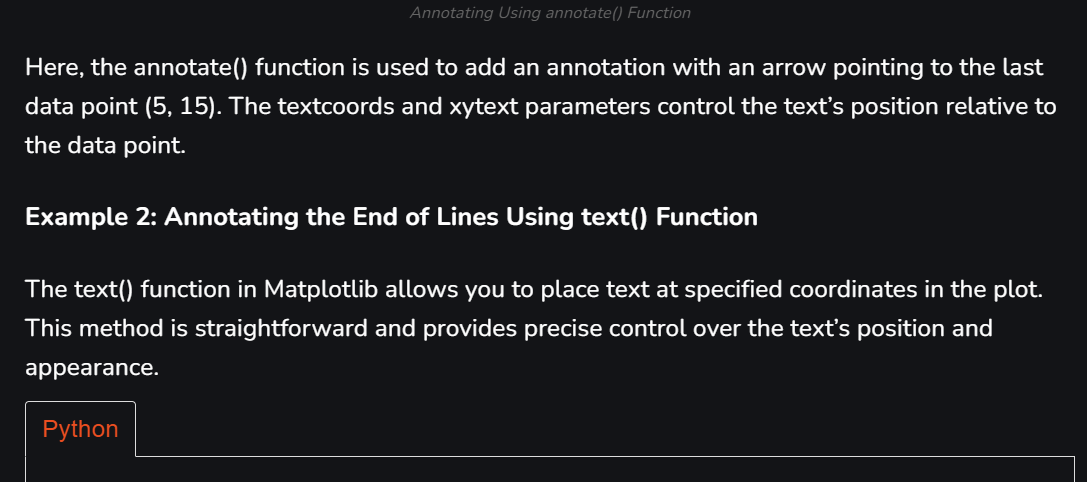 Annotating Using annotate() Function
Here, the annotate() function is used to add an annotation with an arrow pointing to the last
data point (5, 15). The textcoords and xytext parameters control the text’s position relative to
the data point.
Example 2: Annotating the End of Lines Using text() Function
The text() function in Matplotlib allows you to place text at specified coordinates in the plot.
This method is straightforward and provides precise control over the text’s position and
appearance.
Python